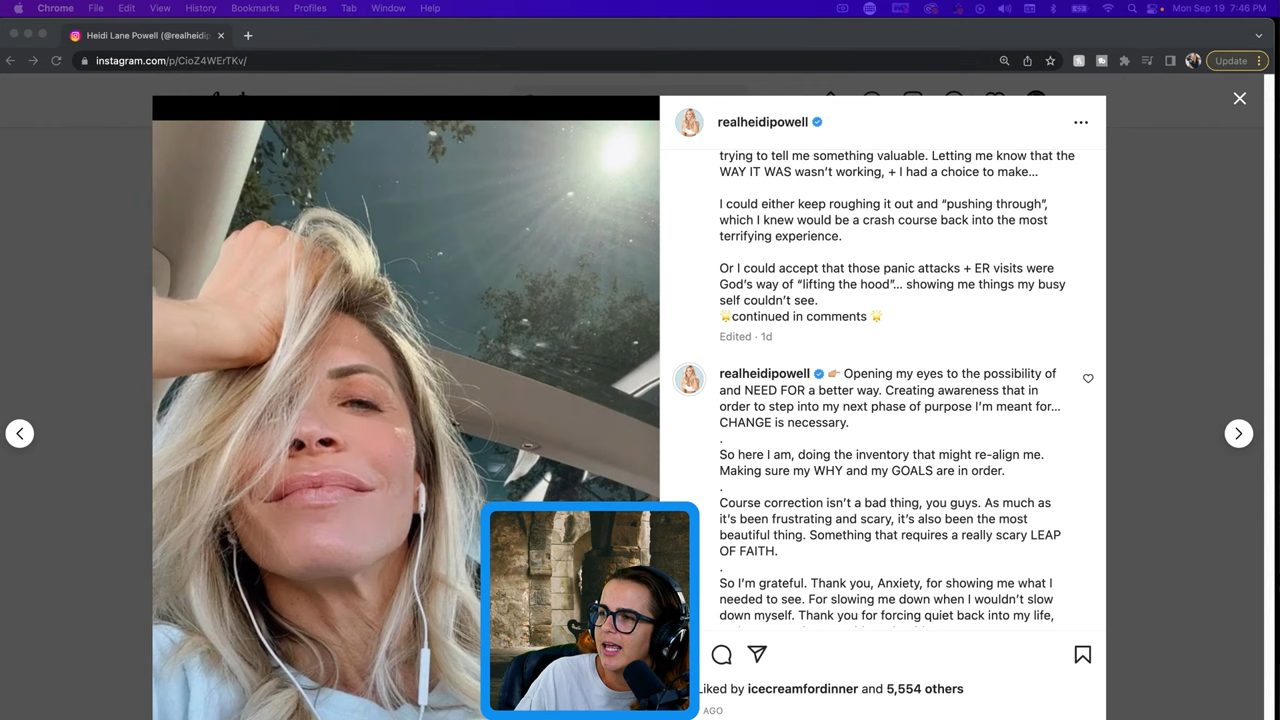 Chrome File Edit View History Bookmarks Profiles Tab Window Help Mon Sep 19 7:46 PM
Heidi Lane Powell (@realheidip
instagram.com/p/CioZ4WErTKv/ Update
realheidipowell
trying to tell me something valuable. Letting me know that the
WAY IT WAS wasn’t working, + I had a choice to make...
I could either keep roughing it out and “pushing through”,
which I knew would be a crash course back into the most
terrifying experience.
Or I could accept that those panic attacks + ER visits were
God’s way of “lifting the hood”... showing me things my busy
self couldn’t see.
🌟continued in comments 🌟
Edited · 1d
realheidipowell 👉🏼 Opening my eyes to the possibility of
and NEED FOR a better way. Creating awareness that in
order to step into my next phase of purpose I’m meant for...
CHANGE is necessary.
.
So here I am, doing the inventory that might re-align me.
Making sure my WHY and my GOALS are in order.
.
Course correction isn’t a bad thing, you guys. As much as
it’s been frustrating and scary, it’s also been the most
beautiful thing. Something that requires a really scary LEAP
OF FAITH.
.
So I’m grateful. Thank you, Anxiety, for showing me what I
needed to see. For slowing me down when I wouldn’t slow
down myself. Thank you for forcing quiet back into my life,
Liked by icecreamfordinner and 5,554 others
AGO